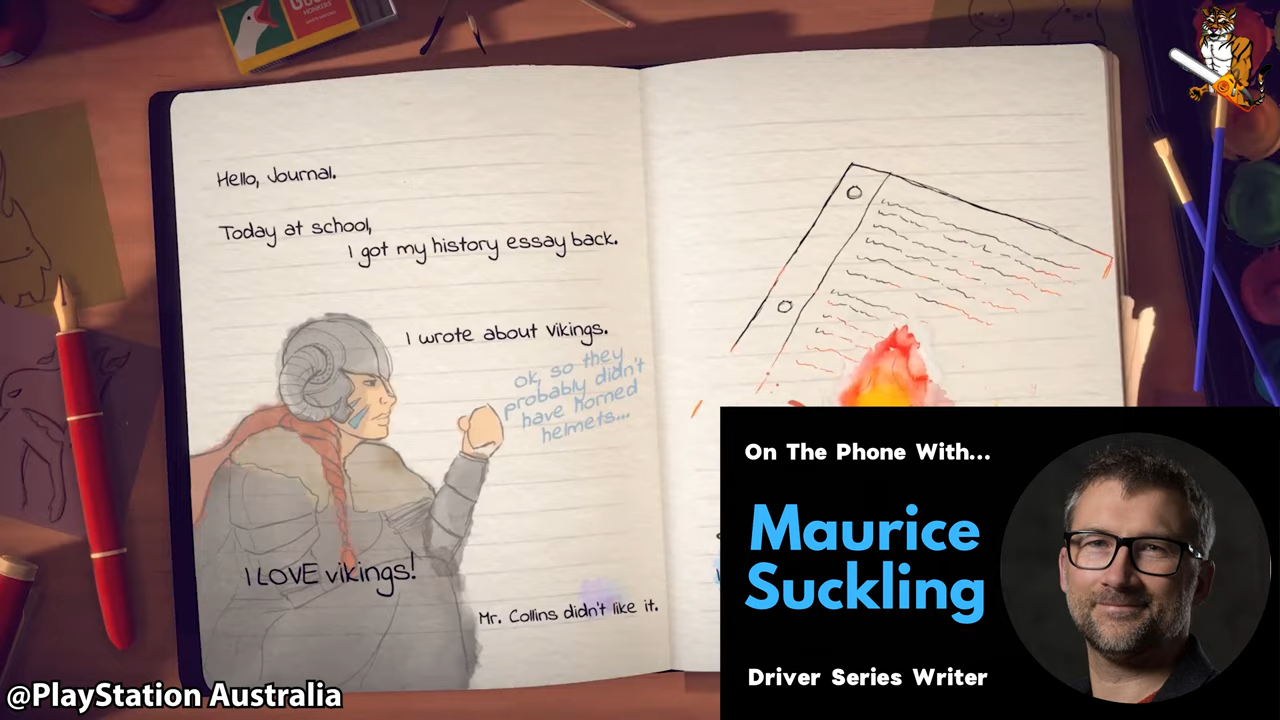 HONKERS
Hello, Journal.
Today at school,
I got my history essay back.
I wrote about vikings.
ok, so they
probably didn't
have horned
helmets...
I LOVE vikings!
Mr. Collins didn't like it.
On The Phone With...
Maurice
Suckling
Driver Series Writer
@PlayStation Australia